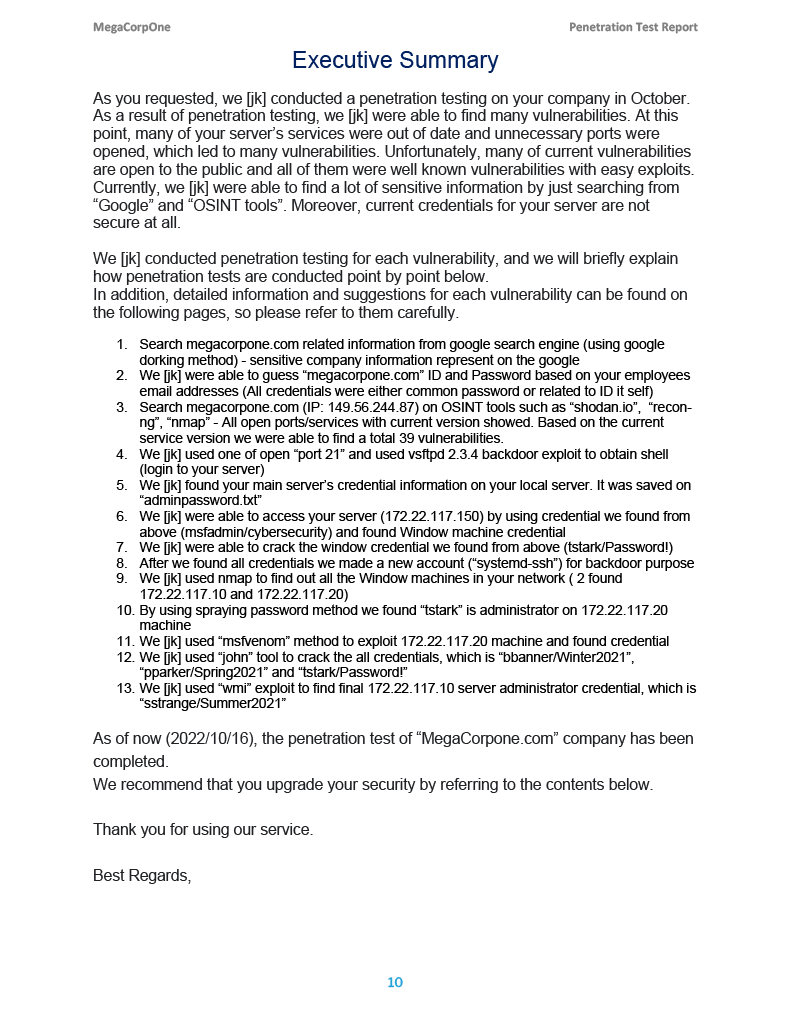 MegaCorpOne
Penetration Test Report
Executive Summary
As you requested, we [jk] conducted a penetration testing on your company in October.
As a result of penetration testing, we [jk] were able to find many vulnerabilities. At this
point, many of your server’s services were out of date and unnecessary ports were
opened, which led to many vulnerabilities. Unfortunately, many of current vulnerabilities
are open to the public and all of them were well known vulnerabilities with easy exploits.
Currently, we [jk] were able to find a lot of sensitive information by just searching from
“Google” and “OSINT tools”. Moreover, current credentials for your server are not
secure at all.
We [jk] conducted penetration testing for each vulnerability, and we will briefly explain
how penetration tests are conducted point by point below.
In addition, detailed information and suggestions for each vulnerability can be found on
the following pages, so please refer to them carefully.
1. Search megacorpone.com related information from google search engine (using google
dorking method) - sensitive company information represent on the google
2. We [jk] were able to guess “megacorpone.com” ID and Password based on your employees
email addresses (All credentials were either common password or related to ID it self)
3. Search megacorpone.com (IP: 149.56.244.87) on OSINT tools such as “shodan.io”, “recon-
ng”, “nmap” - All open ports/services with current version showed. Based on the current
service version we were able to find a total 39 vulnerabilities.
4. We [jk] used one of open “port 21” and used vsftpd 2.3.4 backdoor exploit to obtain shell
(login to your server)
5. We [jk] found your main server’s credential information on your local server. It was saved on
“adminpassword.txt”
6. We [jk] were able to access your server (172.22.117.150) by using credential we found from
above (msfadmin/cybersecurity) and found Window machine credential
7. We [jk] were able to crack the window credential we found from above (tstark/Password!)
8. After we found all credentials we made a new account (“systemd-ssh”) for backdoor purpose
9. We [jk] used nmap to find out all the Window machines in your network ( 2 found
172.22.117.10 and 172.22.117.20)
10. By using spraying password method we found “tstark” is administrator on 172.22.117.20
machine
11. We [jk] used “msfvenom” method to exploit 172.22.117.20 machine and found credential
12. We [jk] used “john” tool to crack the all credentials, which is “bbanner/Winter2021”,
“pparker/Spring2021” and “tstark/Password!”
13. We [jk] used “wmi” exploit to find final 172.22.117.10 server administrator credential, which is
“sstrange/Summer2021”
As of now (2022/10/16), the penetration test of “MegaCorpone.com” company has been
completed.
We recommend that you upgrade your security by referring to the contents below.
Thank you for using our service.
Best Regards,
10